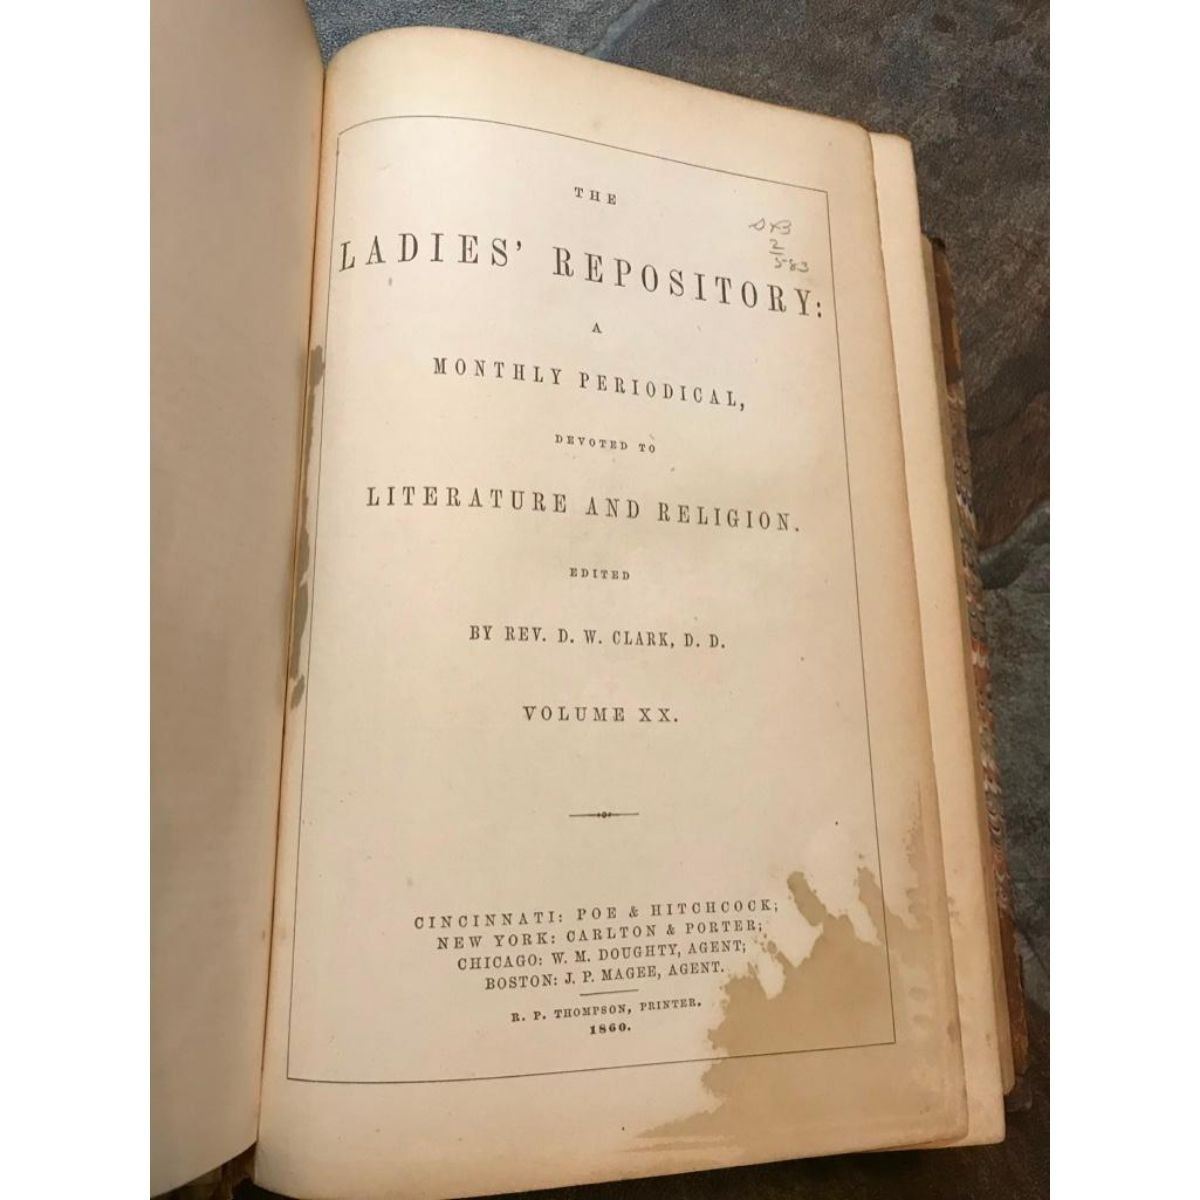 THE
LADIES' REPOSITORY:
A
MONTHLY PERIODICAL,
DEVOTED TO
LITERATURE AND RELIGION.
EDITED
BY REV. D. W. CLARK, D. D.
VOLUME XX.
CINCINNATI: POE & HITCHCOCK;
NEW YORK: CARLTON & PORTER;
CHICAGO: W. M. DOUGHTY, AGENT;
BOSTON: J. P. MAGEE, AGENT.
R. P. THOMPSON, PRINTER.
1860.